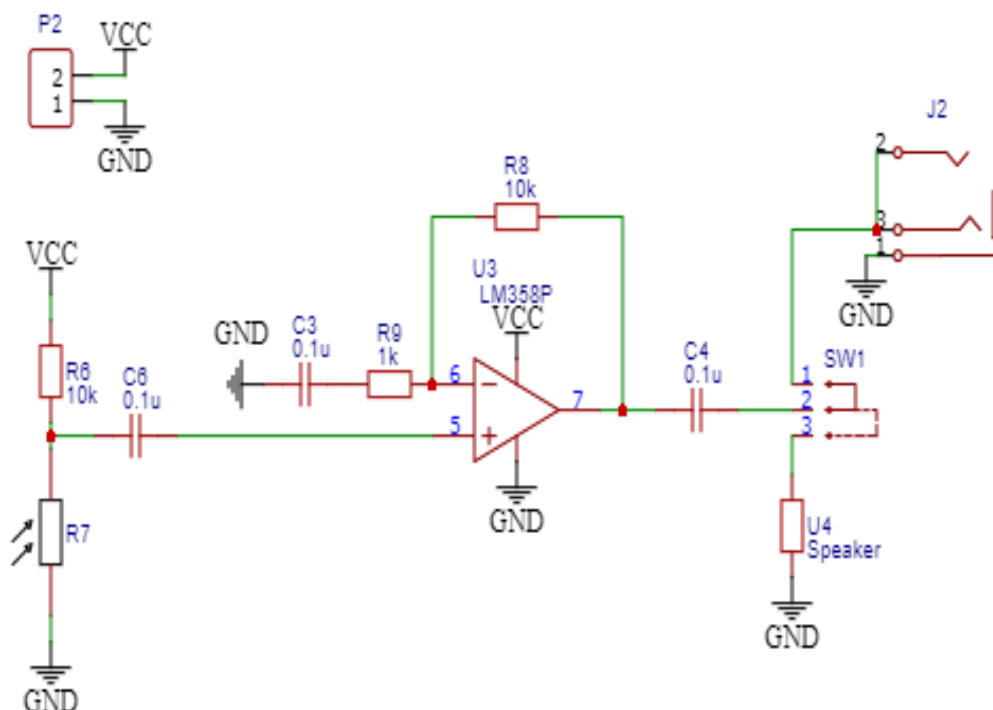 P2
VCC
2
1
GND
J2
2
3
1
GND
R8
10k
U3
LM358P
VCC
6
5
7
GND
VCC
R6
10k
C6
0.1u
R7
GND
GND
C3
0.1u
R9
1k
C4
0.1u
SW1
1
2
3
U4
Speaker
GND